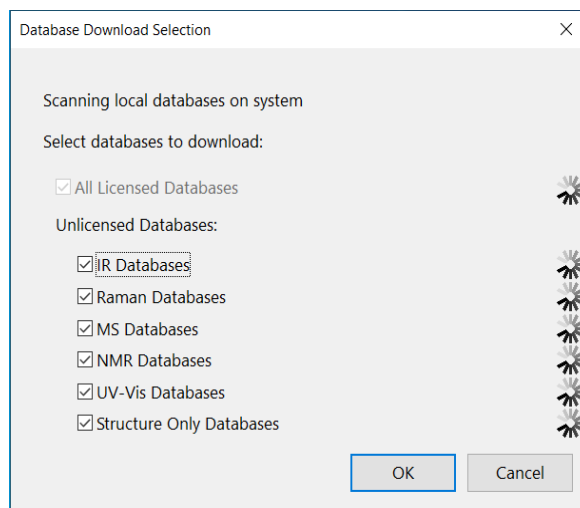 Database Download Selection
Scanning local databases on system
Select databases to download:
All Licensed Databases
Unlicensed Databases:
IR Databases
Raman Databases
MS Databases
NMR Databases
UV-Vis Databases
Structure Only Databases
OK Cancel